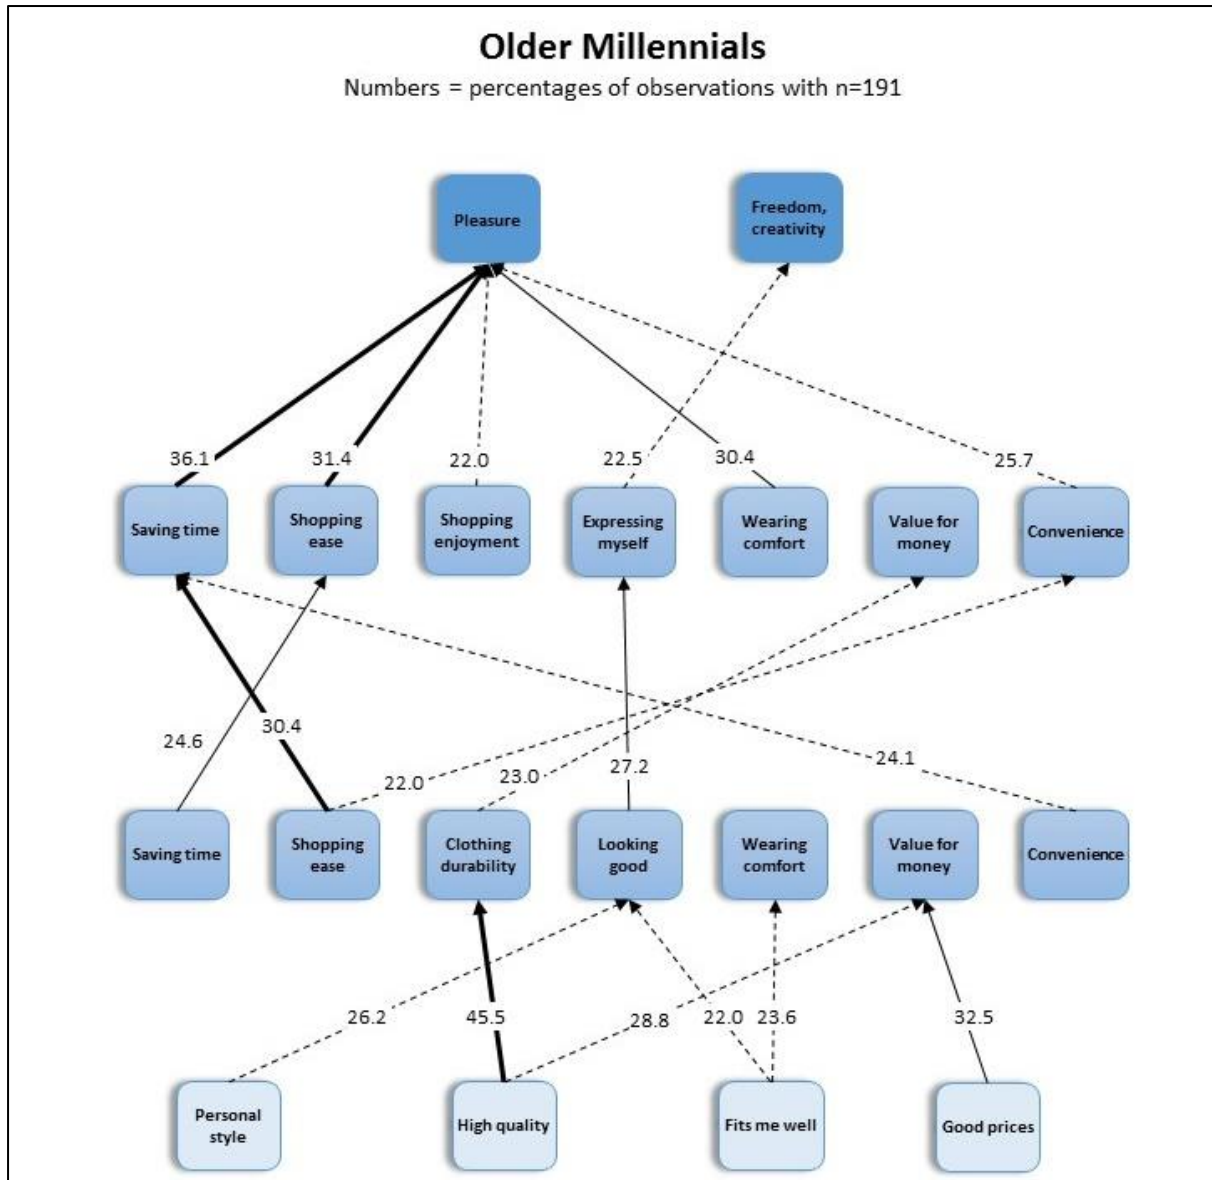 Older Millennials
Numbers = percentages of observations with n=191
Pleasure
Freedom,
creativity
36.1
31.4
22.0
22.5
30.4
25.7
Saving time
Shopping
ease
Shopping
enjoyment
Expressing
myself
Wearing
comfort
Value for
money
Convenience
24.6
30.4
22.0
23.0
27.2
24.1
Saving time
Shopping
ease
Clothing
durability
Looking
good
Wearing
comfort
Value for
money
Convenience
26.2
45.5
28.8
22.0
23.6
32.5
Personal
style
High quality
Fits me well
Good prices